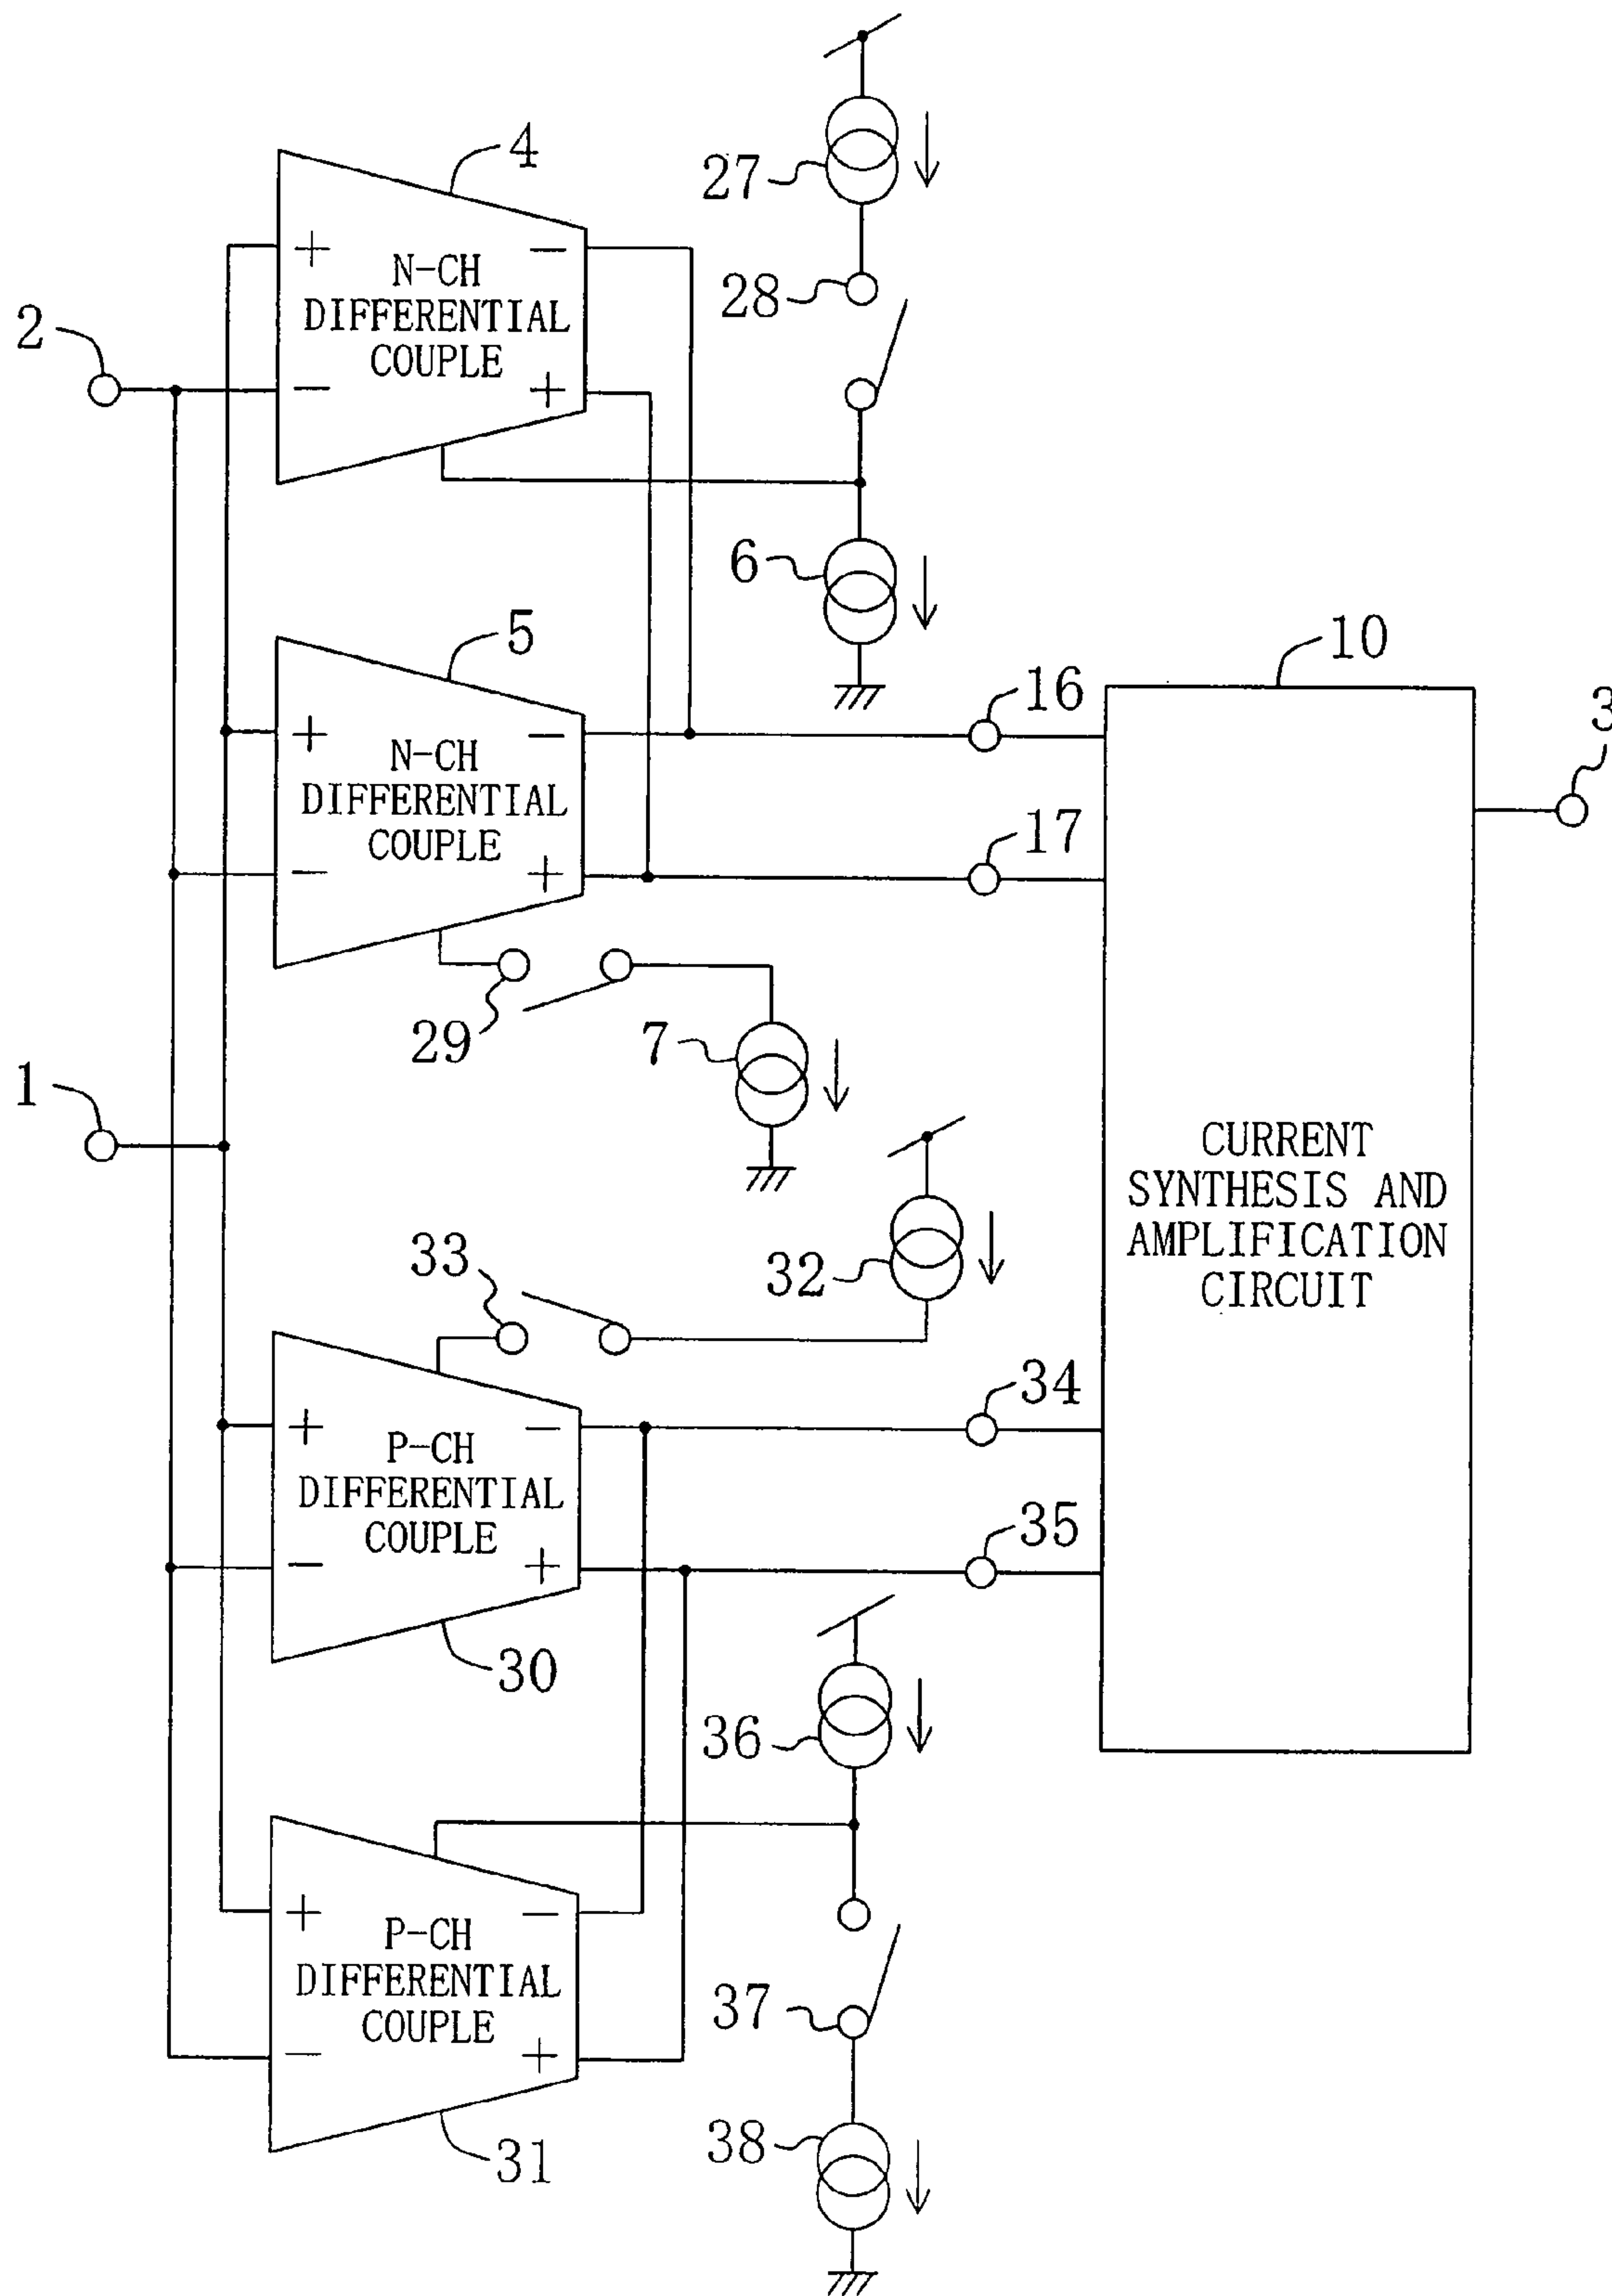 4
+ −
N-CH
DIFFERENTIAL
COUPLE
− +
27
28
2
6
5
+ −
N-CH
DIFFERENTIAL
COUPLE
− +
16
10
3
17
29
7
1
CURRENT
SYNTHESIS AND
AMPLIFICATION
CIRCUIT
33
32
34
+ −
P-CH
DIFFERENTIAL
COUPLE
− +
35
30
36
+ −
P-CH
DIFFERENTIAL
COUPLE
− +
37
38
31